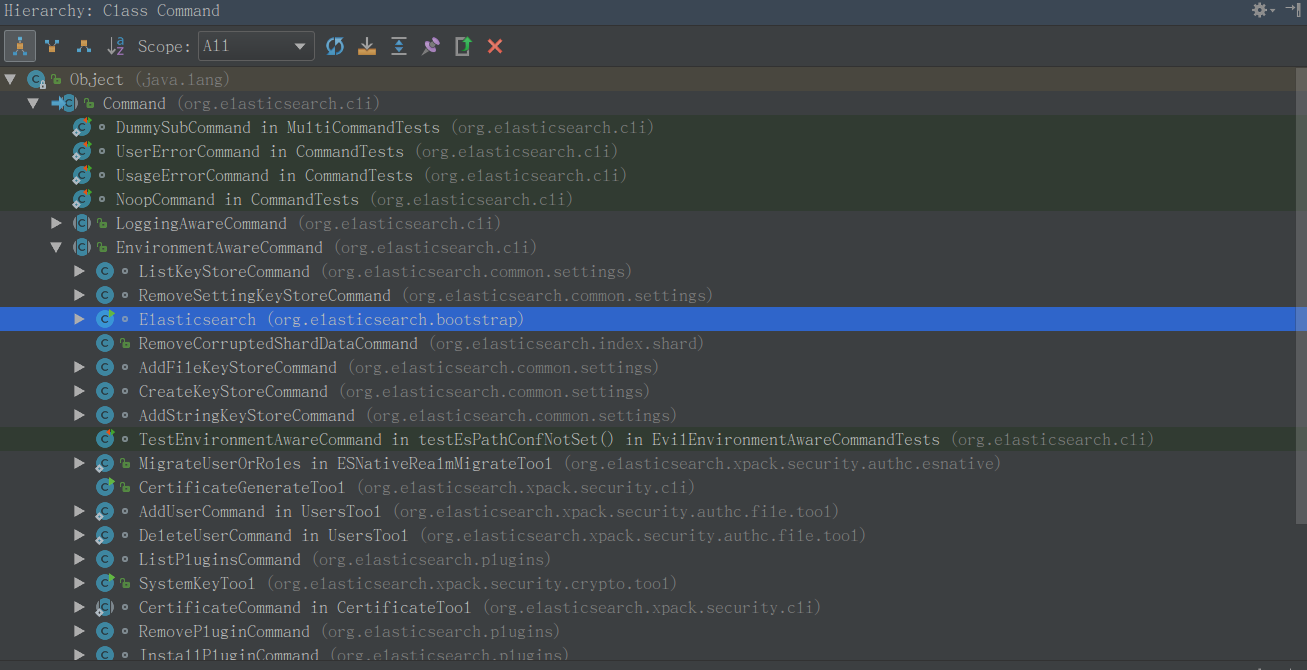 Hierarchy: Class Command
Scope: All
Object (java.lang)
Command (org.elasticsearch.cli)
DummySubCommand in MultiCommandTests (org.elasticsearch.cli)
UserErrorCommand in CommandTests (org.elasticsearch.cli)
UsageErrorCommand in CommandTests (org.elasticsearch.cli)
NoopCommand in CommandTests (org.elasticsearch.cli)
LoggingAwareCommand (org.elasticsearch.cli)
EnvironmentAwareCommand (org.elasticsearch.cli)
ListKeyStoreCommand (org.elasticsearch.common.settings)
RemoveSettingKeyStoreCommand (org.elasticsearch.common.settings)
Elasticsearch (org.elasticsearch.bootstrap)
RemoveCorruptedShardDataCommand (org.elasticsearch.index.shard)
AddFileKeyStoreCommand (org.elasticsearch.common.settings)
CreateKeyStoreCommand (org.elasticsearch.common.settings)
AddStringKeyStoreCommand (org.elasticsearch.common.settings)
TestEnvironmentAwareCommand in testEsPathConfNotSet() in EvilEnvironmentAwareCommandTests (org.elasticsearch.cli)
MigrateUserOrRoles in ESNativeRealmMigrateTool (org.elasticsearch.xpack.security.authc.esnative)
CertificateGenerateTool (org.elasticsearch.xpack.security.cli)
AddUserCommand in UsersTool (org.elasticsearch.xpack.security.authc.file.tool)
DeleteUserCommand in UsersTool (org.elasticsearch.xpack.security.authc.file.tool)
ListPluginsCommand (org.elasticsearch.plugins)
SystemKeyTool (org.elasticsearch.xpack.security.crypto.tool)
CertificateCommand in CertificateTool (org.elasticsearch.xpack.security.cli)
RemovePluginCommand (org.elasticsearch.plugins)
InstallPluginCommand (org.elasticsearch.plugins)